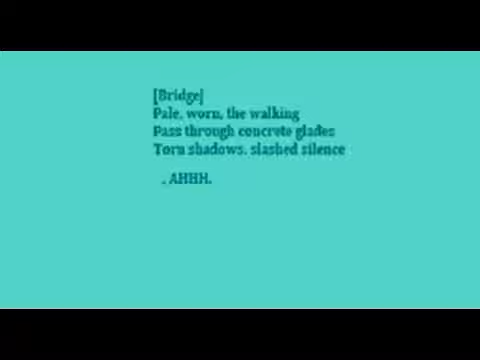 [Bridge]
Pale, worn, the walking
Pass through concrete glades
Torn shadows, slashed silence
, AHHH.